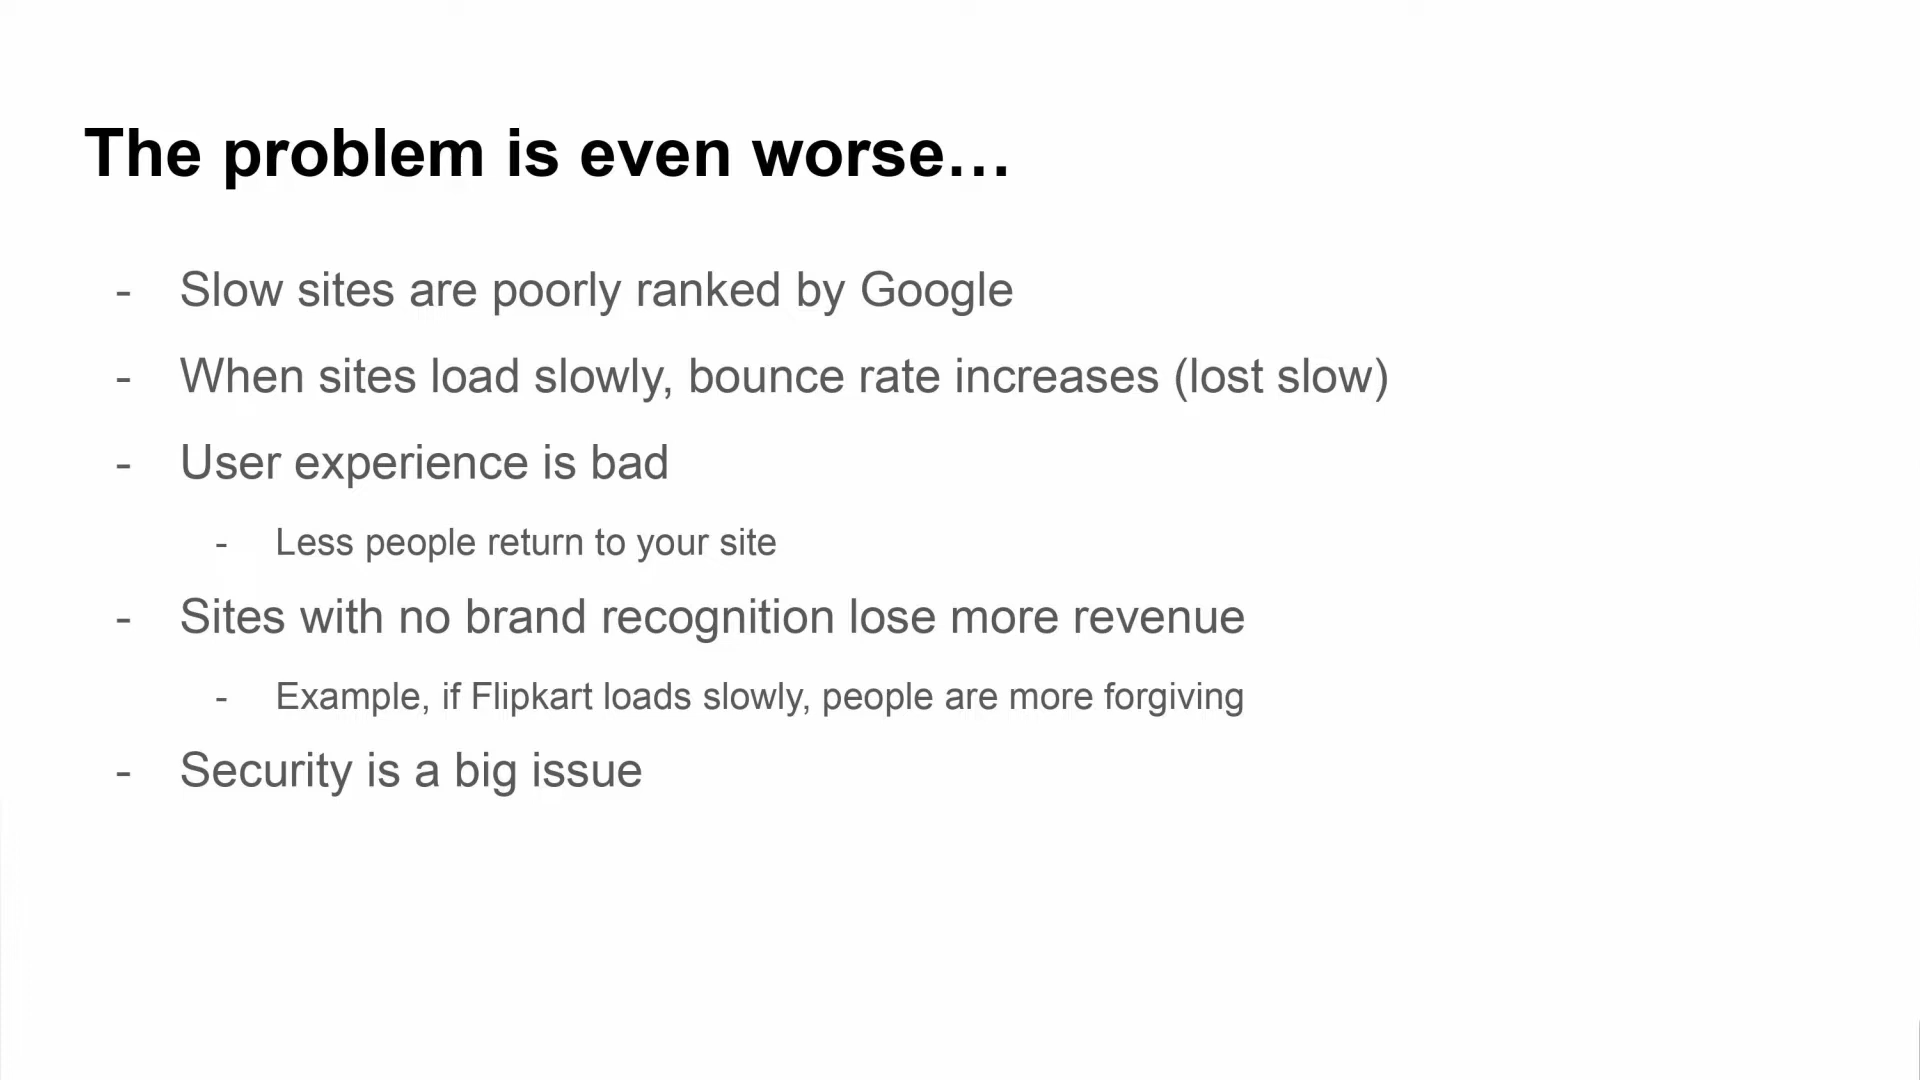 The problem is even worse…
- Slow sites are poorly ranked by Google
- When sites load slowly, bounce rate increases (lost slow)
- User experience is bad
- Less people return to your site
- Sites with no brand recognition lose more revenue
- Example, if Flipkart loads slowly, people are more forgiving
- Security is a big issue